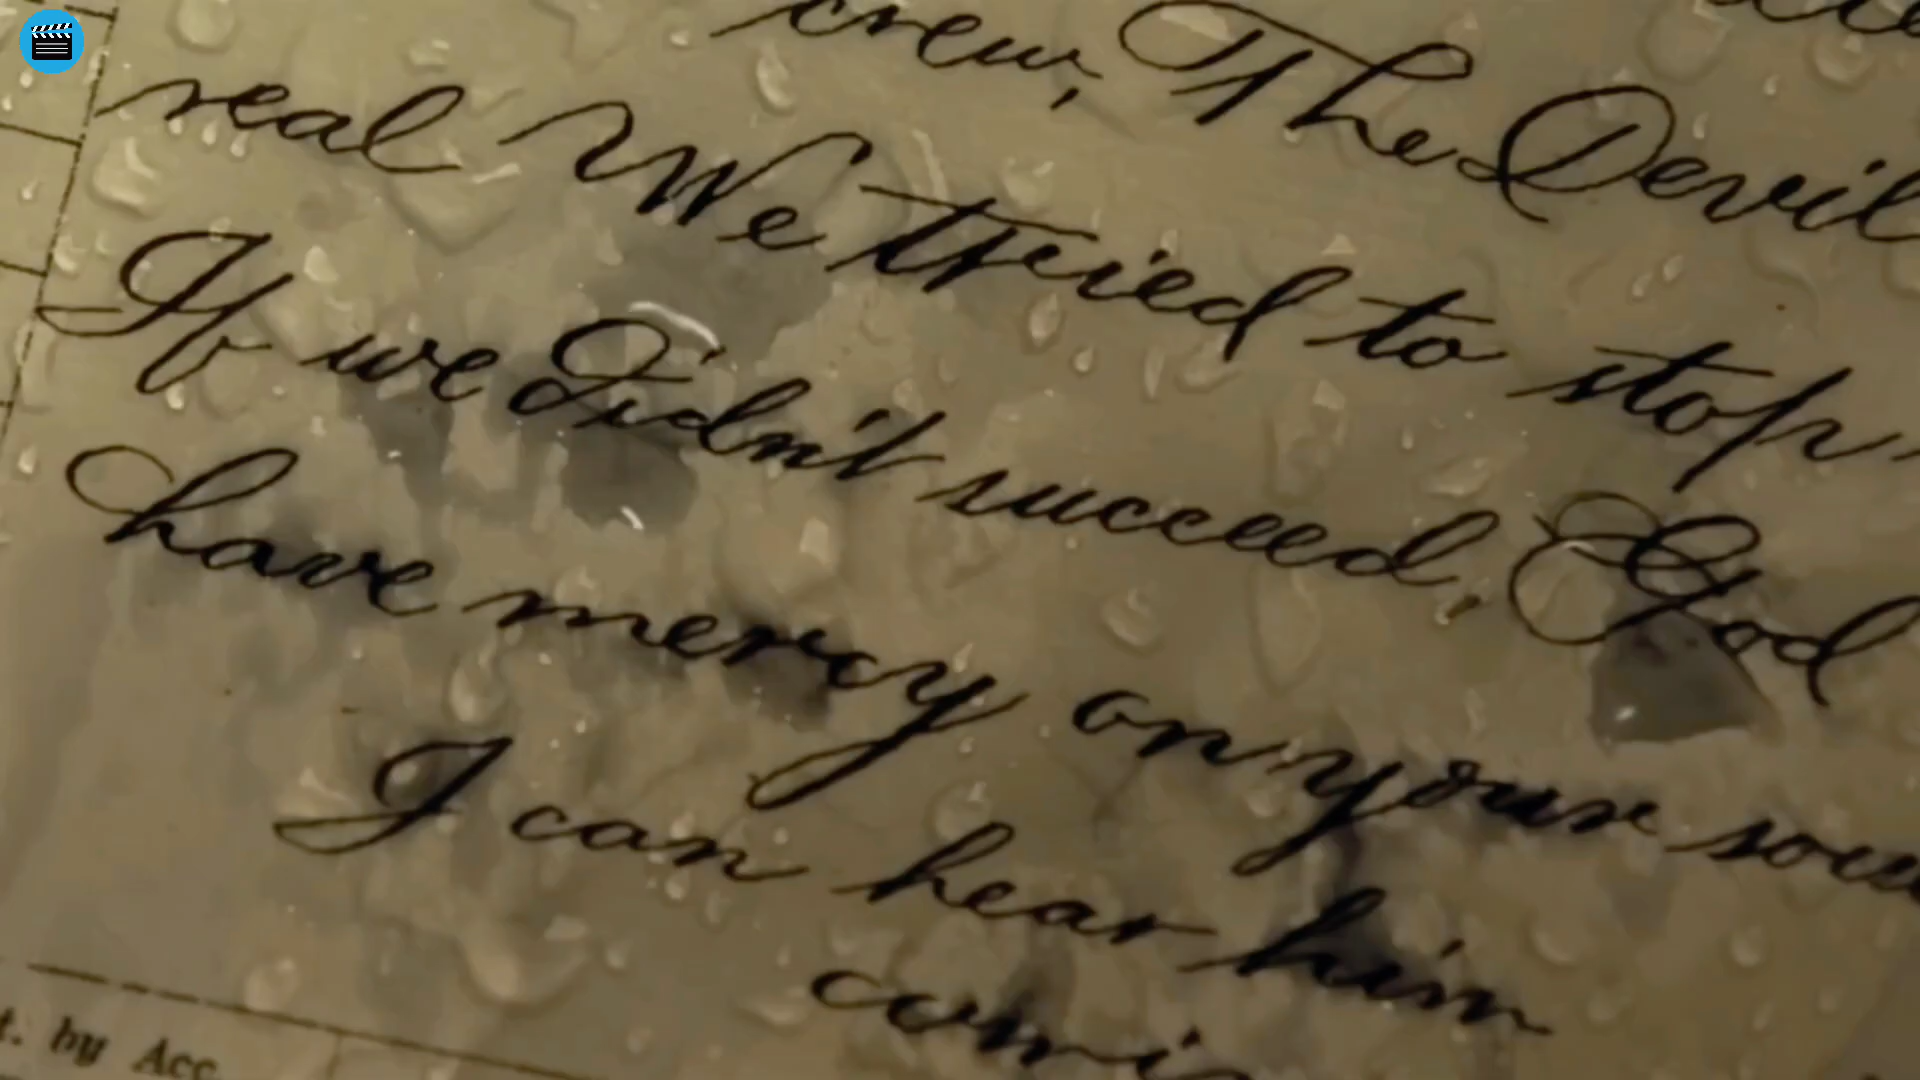 crew, The Devil
real We tried to stop
If we didn't succeed, God
have mercy on your sou
I can hear him
comi
t. by Acc.